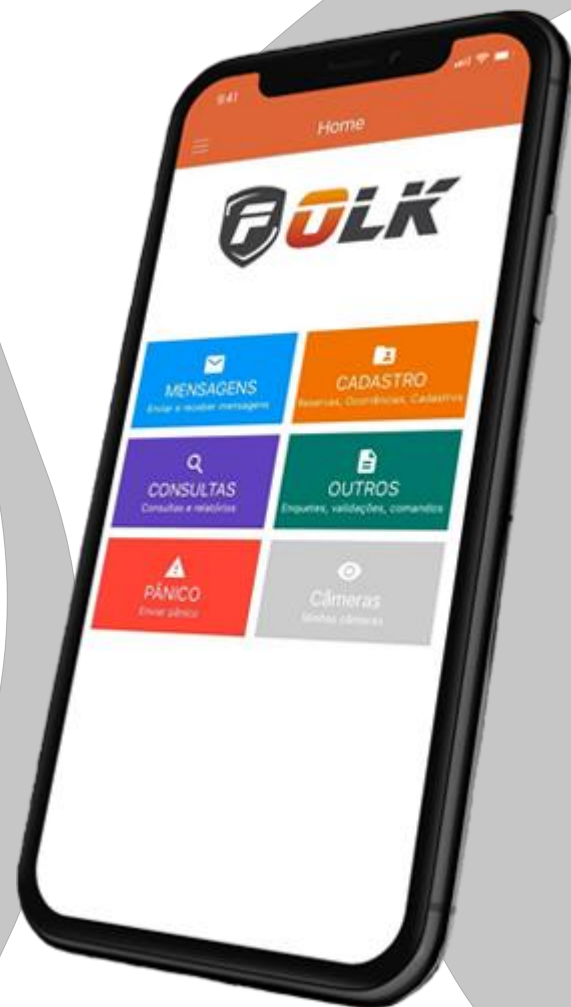 9:41
Home
FOLK
MENSAGENS
Enviar e receber mensagens
CADASTRO
Reservas, Ocorrências, Cadastros
CONSULTAS
Consultas e relatórios
OUTROS
Enquetes, validações, comandos
PÂNICO
Enviar pânico
Câmeras
Minhas câmeras